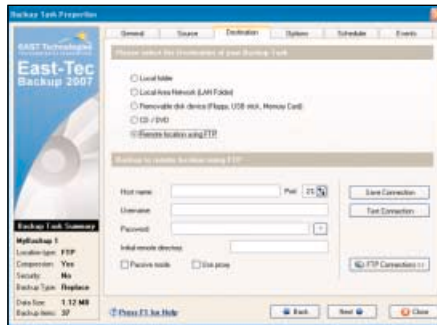 Backup Task Properties
EAST Technologies
East-Tec
Backup 2007
General Source Destination Options Scheduler Events
Please select the Destination of your Backup Task
Local folder
Local Area Network (LAN Folder)
Removable disk device (Floppy, USB stick, Memory Card)
CD / DVD
Remote location using FTP
Backup to remote location using FTP
Host name: Port
Save Connection
Username:
Test Connection
Password:
Initial remote directory:
Passive mode Use proxy
FTP Connections >>
Backup Task Summary
MyBackup 1
Location type: FTP
Compression: Yes
Security: No
Backup Type: Replace
Data Size: 1.12 MB
Backup items: 37
Press F1 for Help
Back Next Close